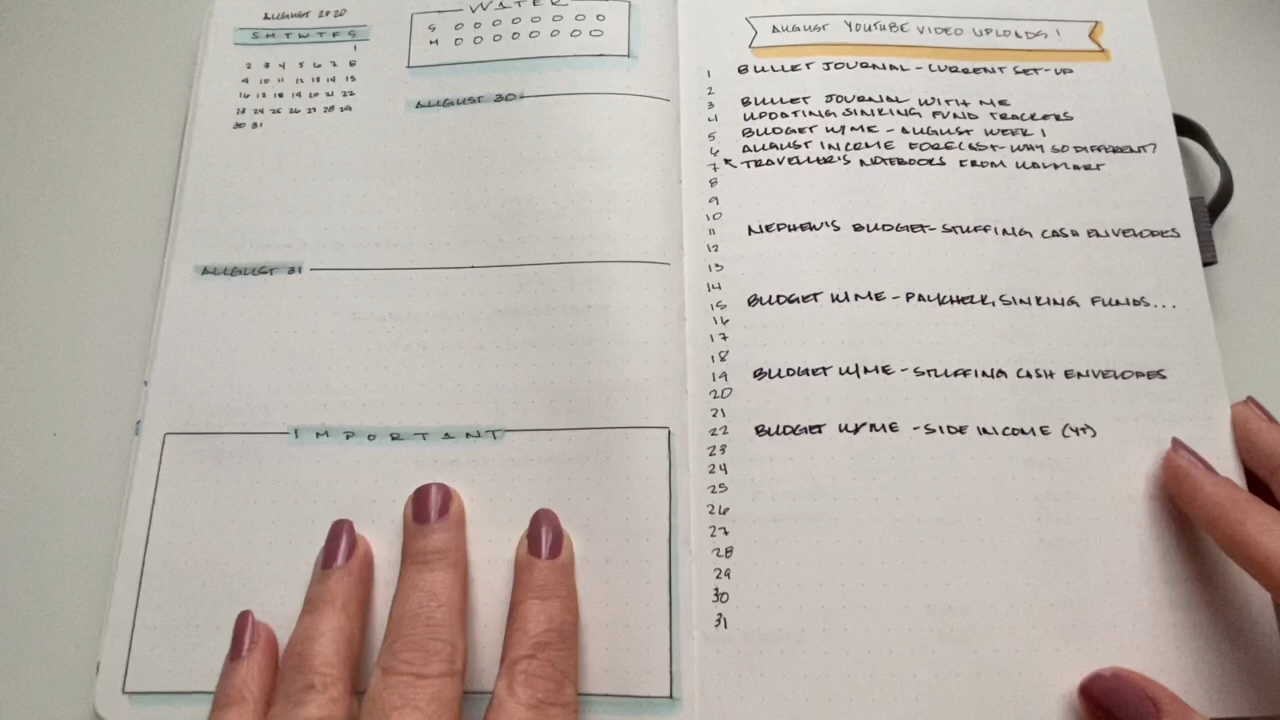 AUGUST 2020
S M T W T F S
1
2 3 4 5 6 7 8
9 10 11 12 13 14 15
16 17 18 19 20 21 22
23 24 25 26 27 28 29
30 31
WATER
S
M
AUGUST 30
AUGUST 31
IMPORTANT
AUGUST YOUTUBE VIDEO UPLOADS!
1 BULLET JOURNAL - CURRENT SET-UP
2
3 BULLET JOURNAL WITH ME
4 UPDATING SINKING FUND TRACKERS
5 BUDGET W/ME - AUGUST WEEK 1
6 AUGUST INCOME FORECAST - WHY SO DIFFERENT?
7 TRAVELLER'S NOTEBOOKS FROM WALMART
8
9
10
11 NEPHEW'S BUDGET - STUFFING CASH ENVELOPES
12
13
14
15 BUDGET W/ME - PAYCHECK, SINKING FUNDS...
16
17
18
19 BUDGET W/ME - STUFFING CASH ENVELOPES
20
21
22 BUDGET W/ME - SIDE INCOME (YT)
23
24
25
26
27
28
29
30
31